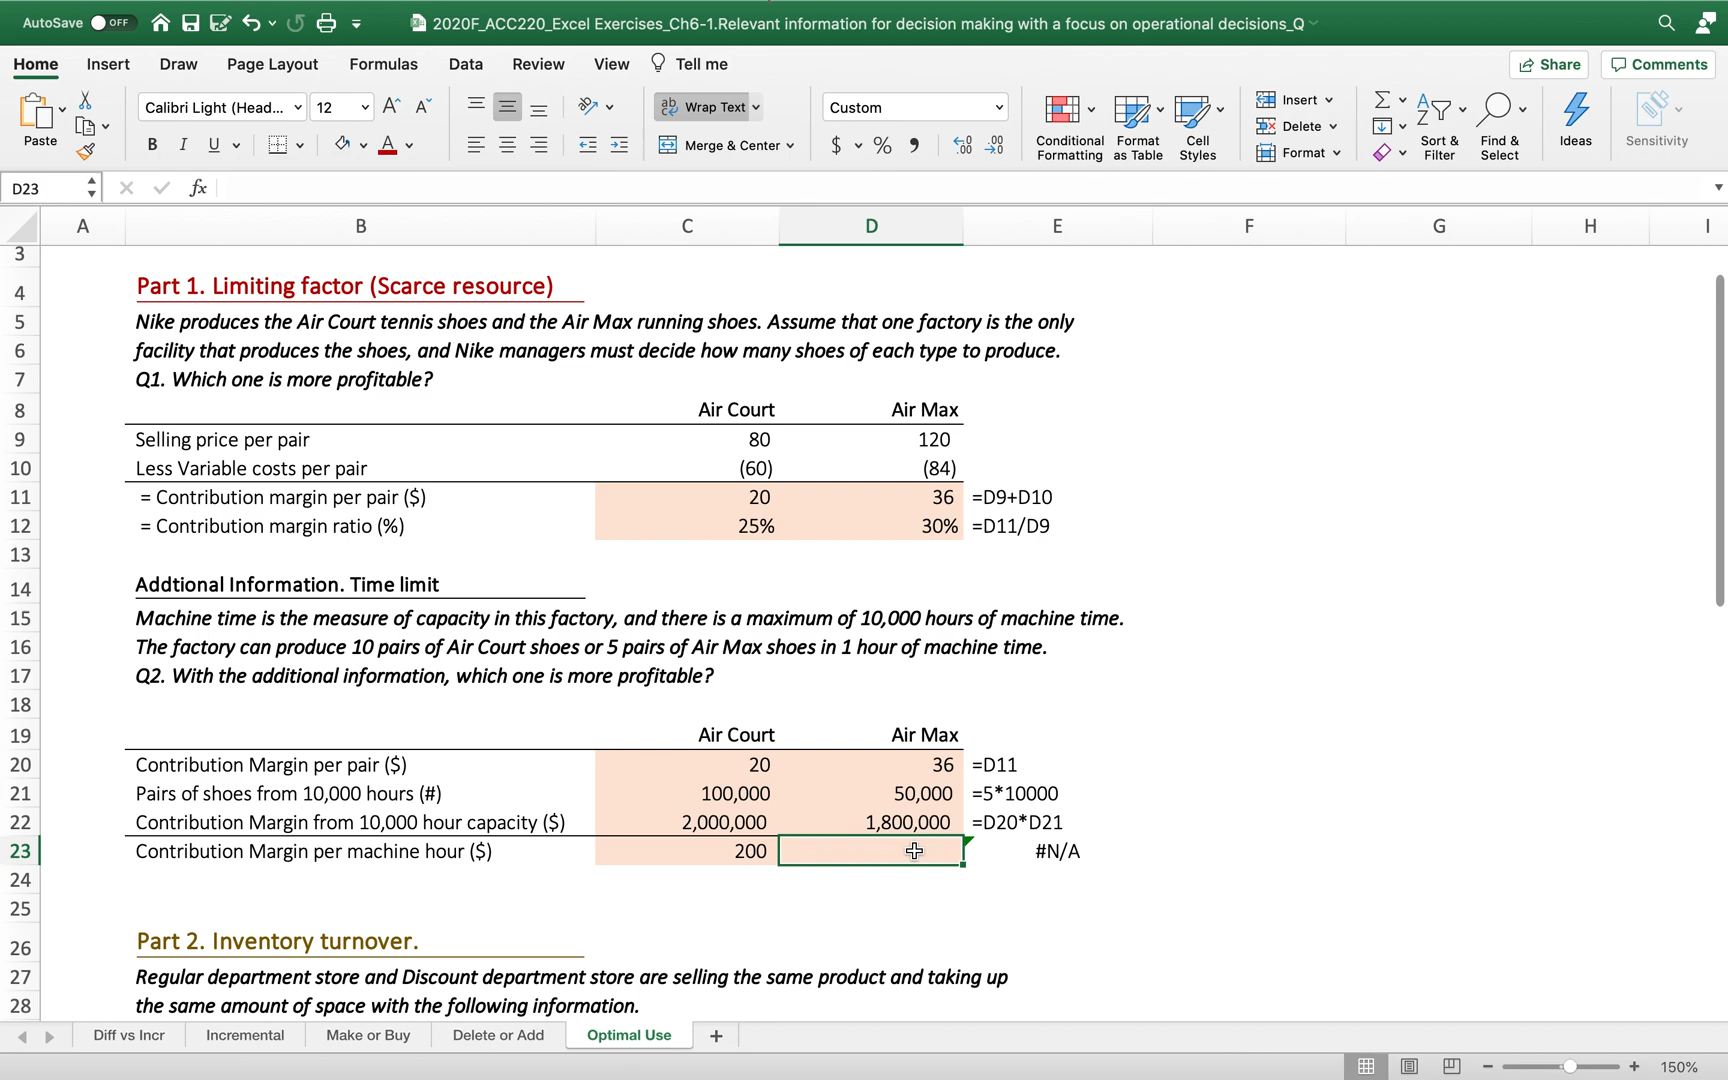 AutoSave OFF 2020F_ACC220_Excel Exercises_Ch6-1.Relevant information for decision making with a focus on operational decisions_Q
Home Insert Draw Page Layout Formulas Data Review View Tell me Share Comments
Paste Calibri Light (Head... 12 A A Wrap Text Custom Conditional Formatting Format as Table Cell Styles Insert Sort & Filter Find & Select Ideas Sensitivity
B I U A Merge & Center $ % Delete
Format
D23 fx
A B C D E F G H I
3
4 Part 1. Limiting factor (Scarce resource)
5 Nike produces the Air Court tennis shoes and the Air Max running shoes. Assume that one factory is the only
6 facility that produces the shoes, and Nike managers must decide how many shoes of each type to produce.
7 Q1. Which one is more profitable?
8 Air Court Air Max
9 Selling price per pair 80 120
10 Less Variable costs per pair (60) (84)
11 = Contribution margin per pair ($) 20 36 =D9+D10
12 = Contribution margin ratio (%) 25% 30% =D11/D9
13
14 Addtional Information. Time limit
15 Machine time is the measure of capacity in this factory, and there is a maximum of 10,000 hours of machine time.
16 The factory can produce 10 pairs of Air Court shoes or 5 pairs of Air Max shoes in 1 hour of machine time.
17 Q2. With the additional information, which one is more profitable?
18
19 Air Court Air Max
20 Contribution Margin per pair ($) 20 36 =D11
21 Pairs of shoes from 10,000 hours (#) 100,000 50,000 =5*10000
22 Contribution Margin from 10,000 hour capacity ($) 2,000,000 1,800,000 =D20*D21
23 Contribution Margin per machine hour ($) 200 #N/A
24
25
26 Part 2. Inventory turnover.
27 Regular department store and Discount department store are selling the same product and taking up
28 the same amount of space with the following information.
Diff vs Incr Incremental Make or Buy Delete or Add Optimal Use +
150%